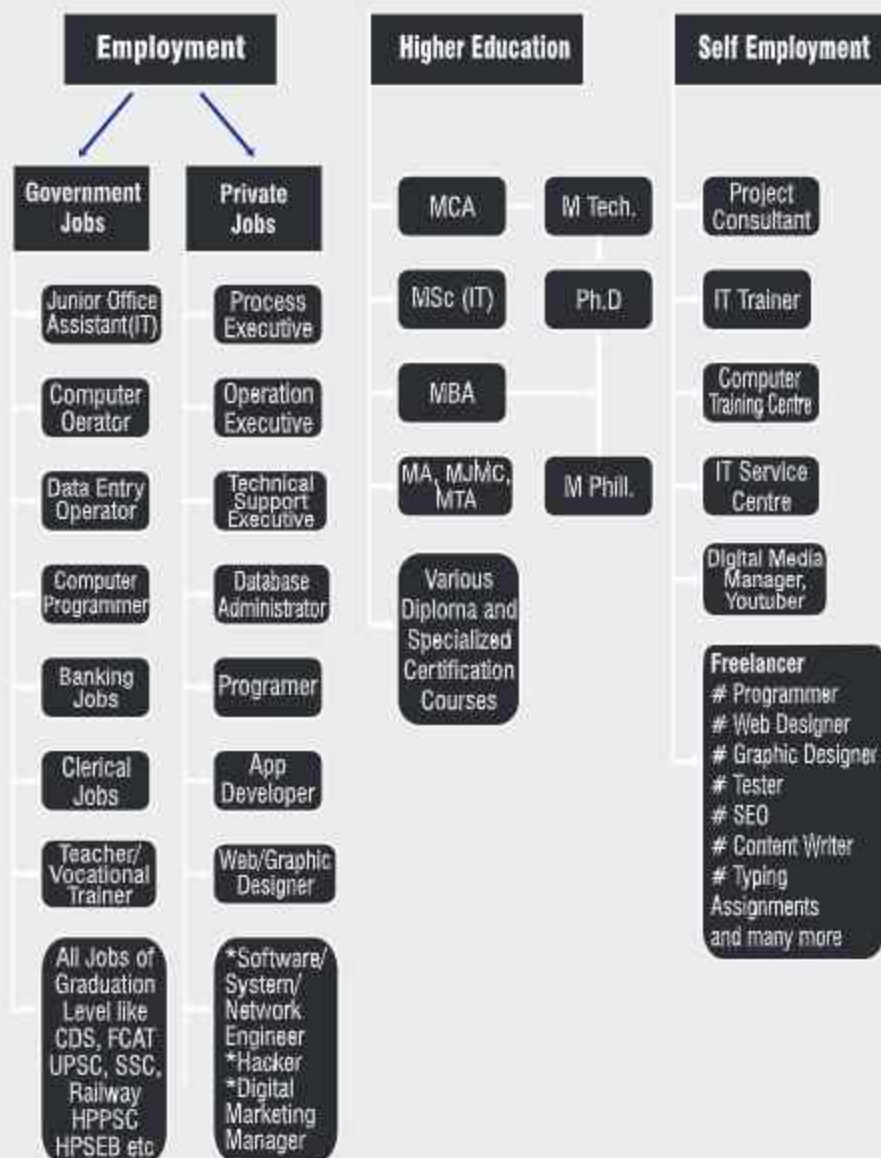 Employment
Government
Jobs
Junior Office
Assistant(IT)
Computer
Oerator
Data Entry
Operator
Computer
Programmer
Banking
Jobs
Clerical
Jobs
Teacher/
Vocational
Trainer
All Jobs of
Graduation
Level like
CDS, FCAT
UPSC, SSC,
Railway
HPPSC
HPSEB etc
Private
Jobs
Process
Executive
Operation
Executive
Technical
Support
Executive
Database
Administrator
Programer
App
Developer
Web/Graphic
Designer
*Software/
System/
Network
Engineer
*Hacker
*Digital
Marketing
Manager
Higher Education
MCA
M Tech.
MSc (IT)
Ph.D
MBA
MA, MJMC,
MTA
M Phill.
Various
Diploma and
Specialized
Certification
Courses
Self Employment
Project
Consultant
IT Trainer
Computer
Training Centre
IT Service
Centre
Digital Media
Manager,
Youtuber
Freelancer
# Programmer
# Web Designer
# Graphic Designer
# Tester
# SEO
# Content Writer
# Typing
Assignments
and many more